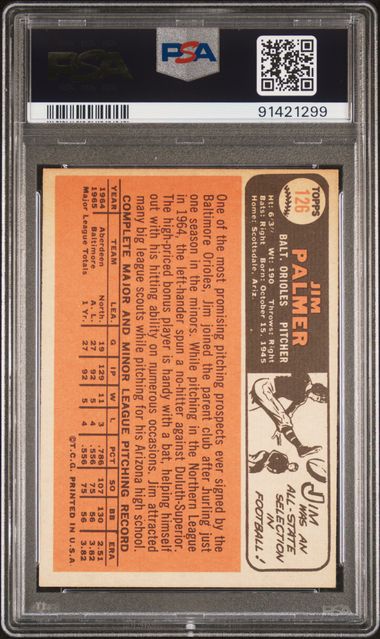 PSA
PSA
91421299
TOPPS
126
JIM
PALMER
BALT. ORIOLES PITCHER
Ht: 6'3" Wt: 190 Throws: Right
Bats: Right Born: October 15, 1945
Home: Scottsdale, Ariz.
JIM
WAS AN
ALL-STATE
SELECTION
IN
FOOTBALL!
One of the most promising pitching prospects ever signed by the
Baltimore Orioles, Jim joined the parent club after hurling just
one season in the minors. While pitching in the Northern League
in 1964, the left-hander spun a no-hitter against Duluth-Superior.
The high-priced bonus player is handy with a bat, helping himself
out with his hitting ability on numerous occasions. Jim attracted
many big league scouts while pitching for his Arizona high school.
COMPLETE MAJOR AND MINOR LEAGUE PITCHING RECORD
YEAR TEAM LEA. G IP W L PCT SO BB ERA
1964 Aberdeen North. 19 129 11 3 .786 107 130 2.51
1965 Baltimore A. L. 27 92 5 4 .556 75 56 3.82
Major League Totals 1 Yr. 27 92 5 4 .556 75 56 3.82
©T.C.G. PRINTED IN U.S.A.